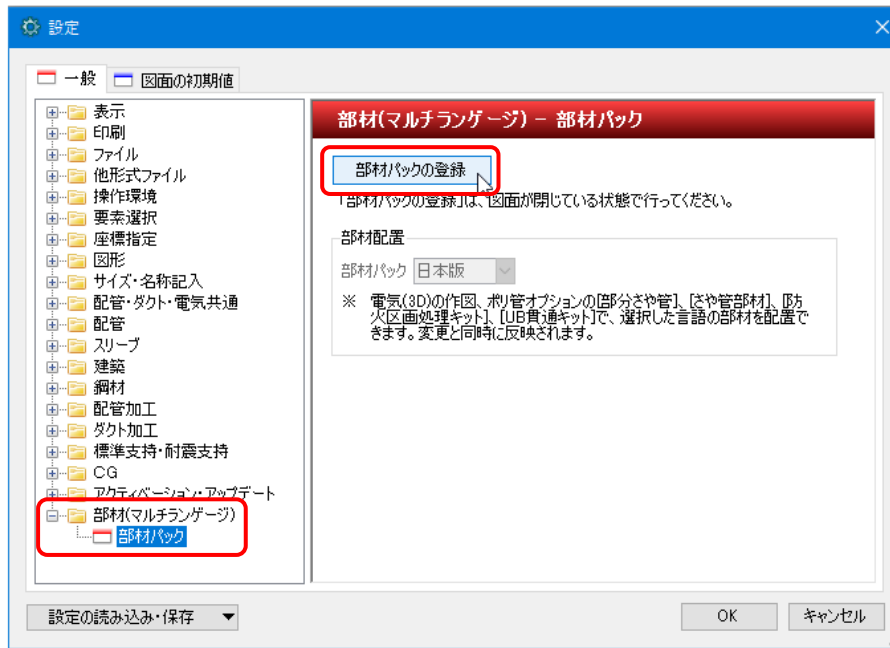 設定
一般
図面の初期値
表示
印刷
ファイル
他形式ファイル
操作環境
要素選択
座標指定
図形
サイズ・名称記入
配管・ダクト・電気共通
配管
スリーブ
建築
鋼材
配管加工
ダクト加工
標準支持・耐震支持
CG
アクティベーション・アップデート
部材(マルチランゲージ)
部材パック
部材(マルチランゲージ) - 部材パック
部材パックの登録
「部材パックの登録」は、図面が閉じている状態で行ってください。
部材配置
部材パック 日本版
※ 電気(3D)の作図、ポリ管オプションの[部分さや管]、[さや管部材]、[防
火区画処理キット]、[UB貫通キット]で、選択した言語の部材を配置で
きます。変更と同時に反映されます。
設定の読み込み・保存
OK
キャンセル